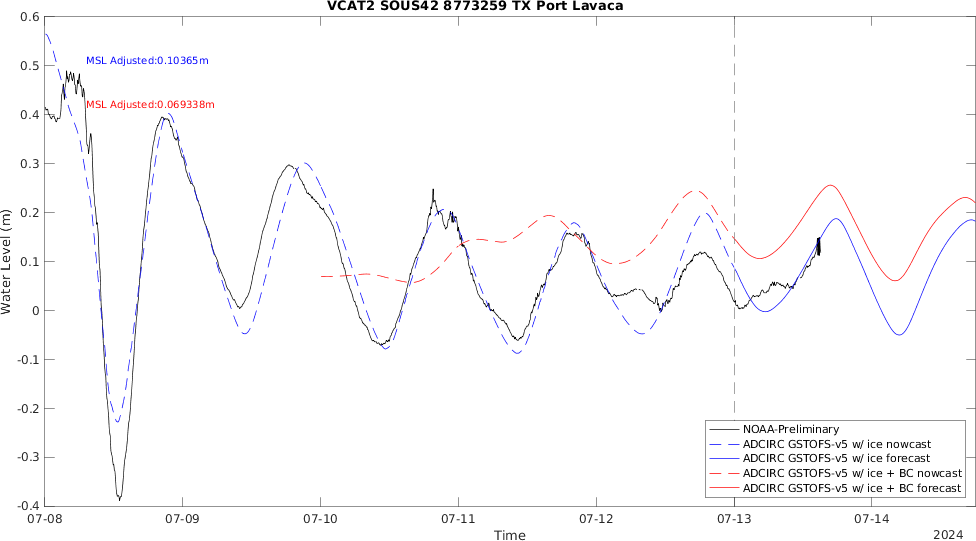 VCAT2 SOUS42 8773259 TX Port Lavaca
0.6
0.5
0.4
0.3
0.2
0.1
0
-0.1
-0.2
-0.3
-0.4
Water Level (m)
MSL Adjusted:0.10365m
MSL Adjusted:0.069338m
NOAA-Preliminary
ADCIRC GSTOFS-v5 w/ ice nowcast
ADCIRC GSTOFS-v5 w/ ice forecast
ADCIRC GSTOFS-v5 w/ ice + BC nowcast
ADCIRC GSTOFS-v5 w/ ice + BC forecast
07-08 07-09 07-10 07-11 07-12 07-13 07-14
Time
2024